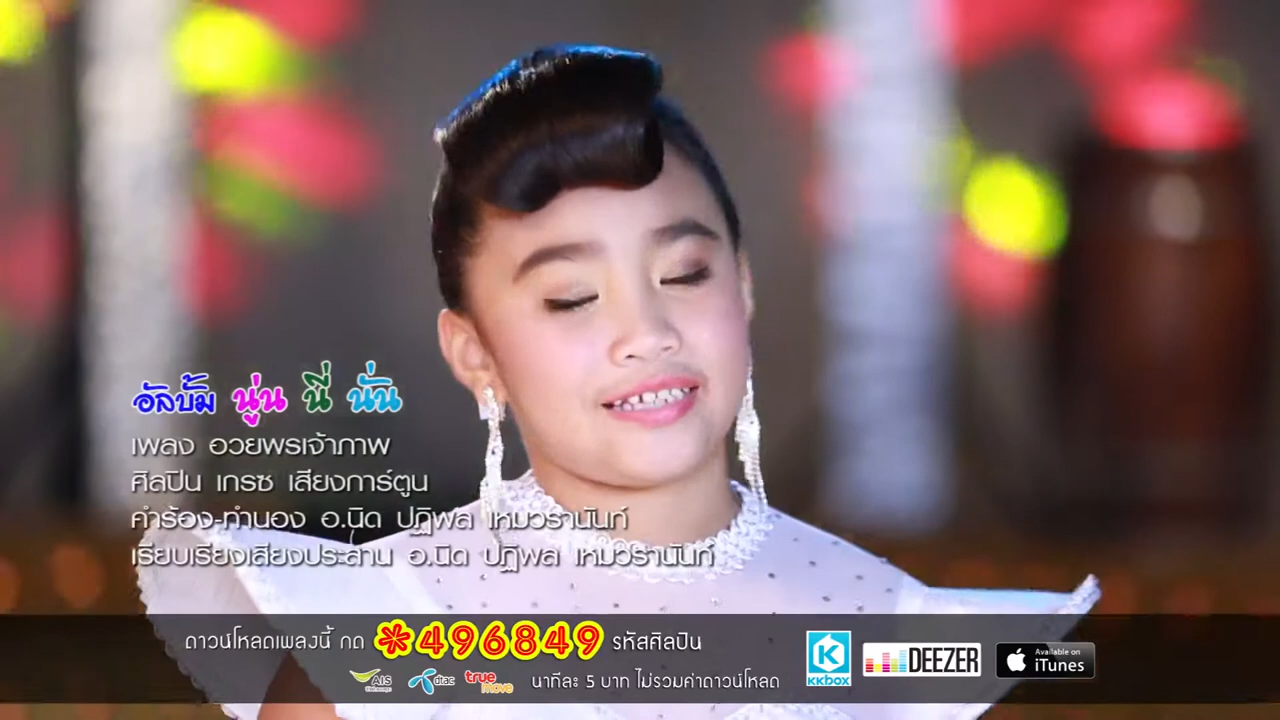 อัลบั้ม นู่น นี่ นั่น
เพลง อวยพรเจ้าภาพ
ศิลปิน เกรซ เสียงการ์ตูน
คำร้อง-ทำนอง อ.นิด ปฏิพล เหมวรานันท์
เรียบเรียงเสียงประสาน อ.นิด ปฏิพล เหมวรานันท์
ดาวน์โหลดเพลงนี้ กด *496849 รหัสศิลปิน
KKBOX DEEZER Available on iTunes
AIS dtac true move นาทีละ 5 บาท ไม่รวมค่าดาวน์โหลด